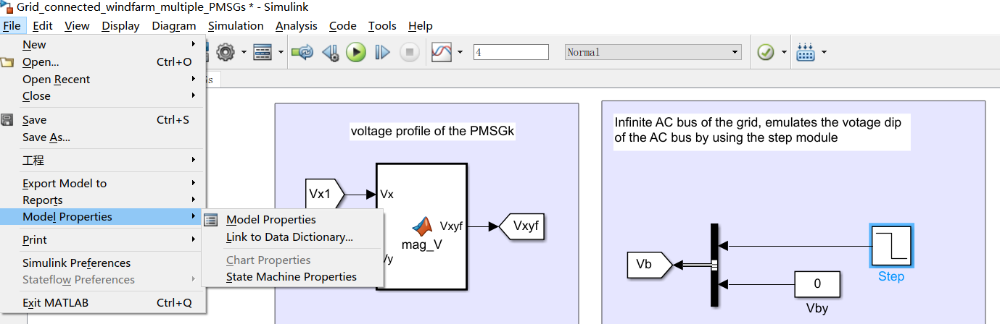 Grid_connected_windfarm_multiple_PMSGs * - Simulink
File Edit View Display Diagram Simulation Analysis Code Tools Help
New
Open... Ctrl+O
Open Recent
Close
Save Ctrl+S
Save As...
工程
Export Model to
Reports
Model Properties
Print
Simulink Preferences
Stateflow Preferences
Exit MATLAB Ctrl+Q
Model Properties
Link to Data Dictionary...
Chart Properties
State Machine Properties
4
Normal
voltage profile of the PMSGk
Vx1
Vx
Vxyf
mag_V
Vy
Vxyf
Infinite AC bus of the grid, emulates the votage dip
of the AC bus by using the step module
Vb
Step
0
Vby